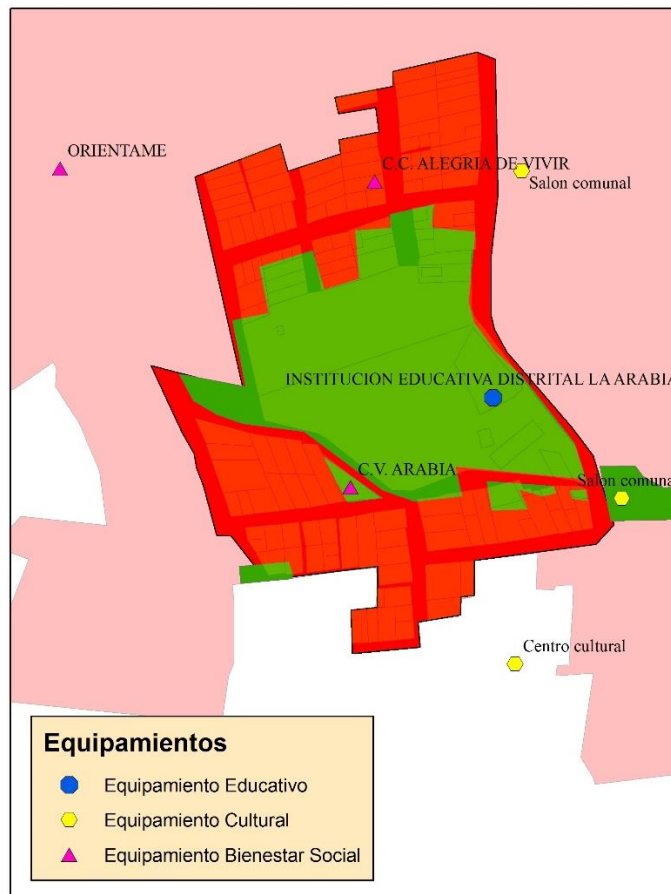 ORIENTAME
C.C. ALEGRIA DE VIVIR
Salon comunal
INSTITUCION EDUCATIVA DISTRITAL LA ARABIA
C.V. ARABIA
Salon comunal
Centro cultural
Equipamientos
Equipamiento Educativo
Equipamiento Cultural
Equipamiento Bienestar Social